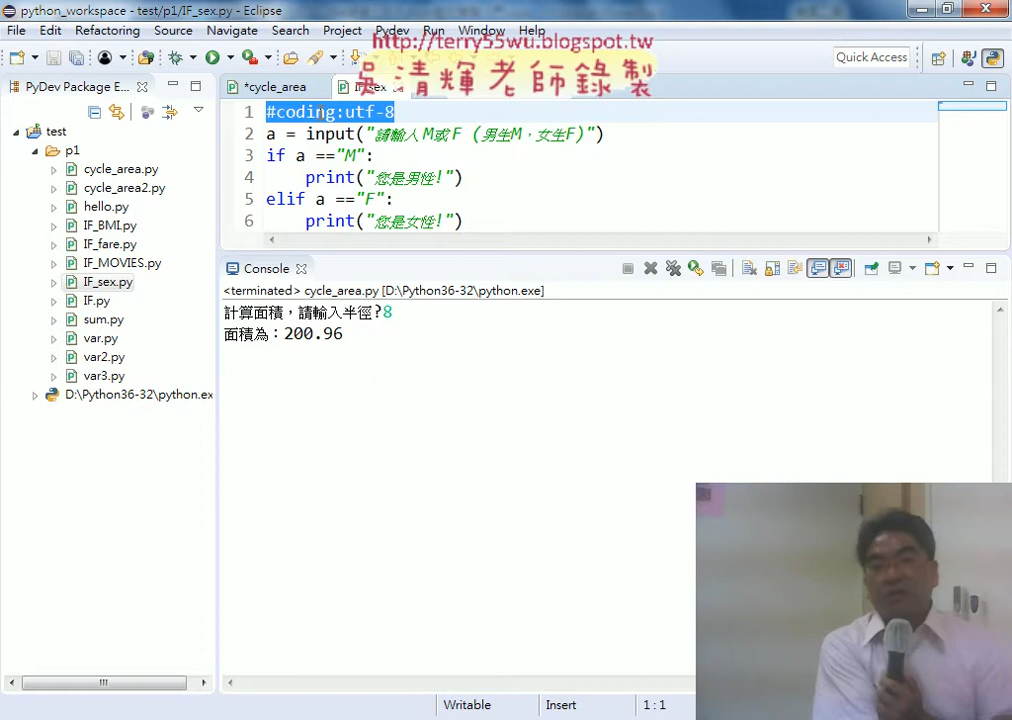 python_workspace - test/p1/IF_sex.py - Eclipse
File Edit Refactoring Source Navigate Search Project Pydev Run Window Help
http://terry55wu.blogspot.tw
吳清輝老師錄製
Quick Access
PyDev Package E...
*cycle_area
IF_sex
test
p1
cycle_area.py
cycle_area2.py
hello.py
IF_BMI.py
IF_fare.py
IF_MOVIES.py
IF_sex.py
IF.py
sum.py
var.py
var2.py
var3.py
D:\Python36-32\python.ex
1 #coding:utf-8
2 a = input("請輸入M或F (男生M，女生F)")
3 if a =="M":
4 print("您是男性!")
5 elif a =="F":
6 print("您是女性!")
Console
<terminated> cycle_area.py [D:\Python36-32\python.exe]
計算面積，請輸入半徑?8
面積為：200.96
Writable Insert 1:1